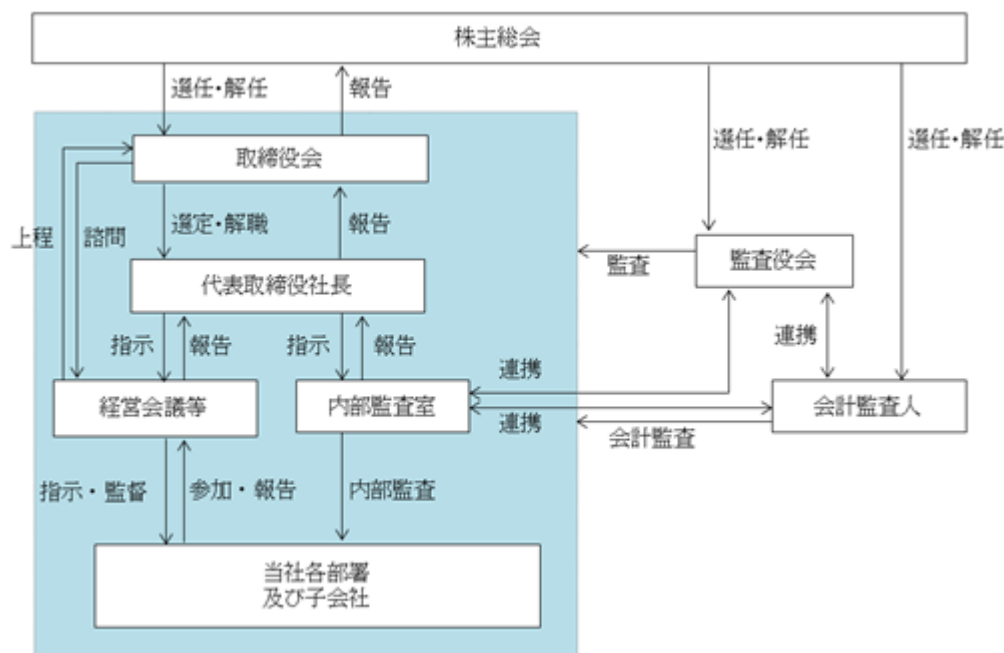 株主総会
選任・解任
報告
選任・解任
選任・解任
取締役会
上程
諮問
選定・解職
報告
監査
監査役会
代表取締役社長
指示
報告
指示
報告
連携
連携
経営会議等
内部監査室
連携
会計監査
会計監査人
指示・監督
参加・報告
内部監査
当社各部署
及び子会社